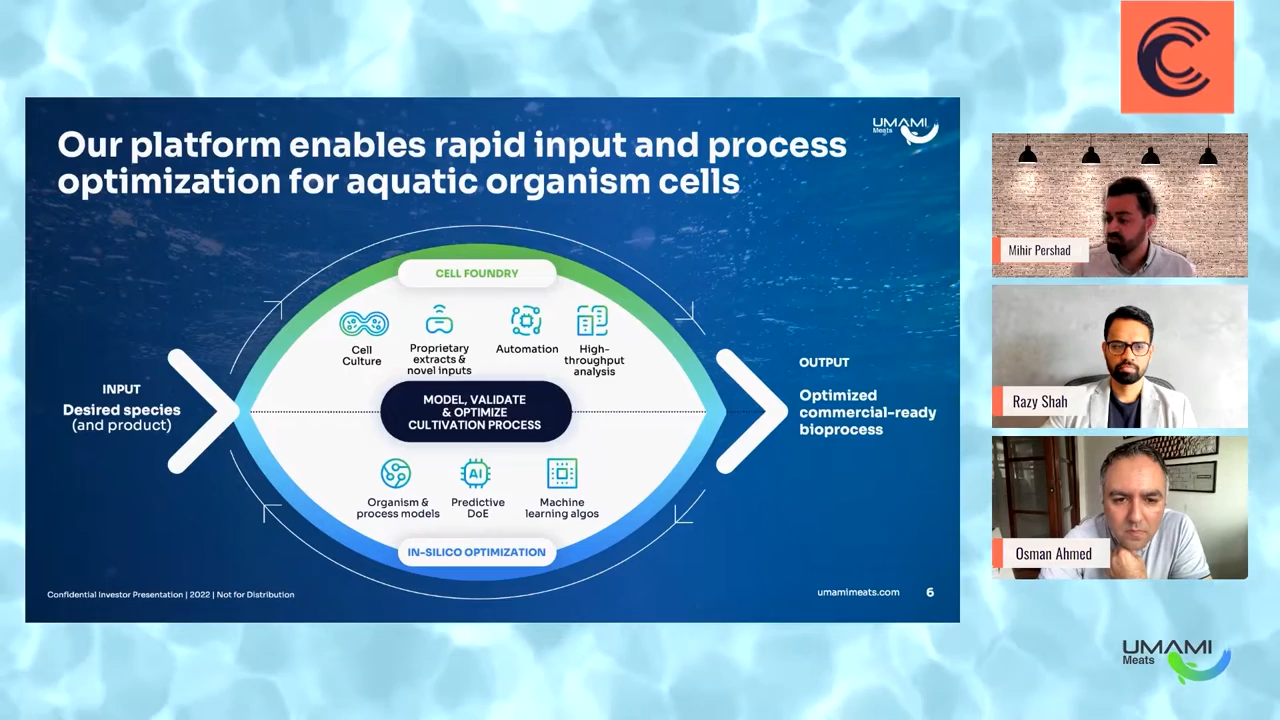 Our platform enables rapid input and process
optimization for aquatic organism cells
UMAMI
Meats
CELL FOUNDRY
Cell
Culture
Proprietary
extracts &
novel inputs
Automation
High-
throughput
analysis
INPUT
Desired species
(and product)
MODEL, VALIDATE
& OPTIMIZE
CULTIVATION PROCESS
OUTPUT
Optimized
commercial-ready
bioprocess
Organism &
process models
AI
Predictive
DoE
Machine
learning algos
IN-SILICO OPTIMIZATION
Confidential Investor Presentation | 2022 | Not for Distribution
umamimeats.com
6
Mihir Pershad
Razy Shah
Osman Ahmed
UMAMI
Meats